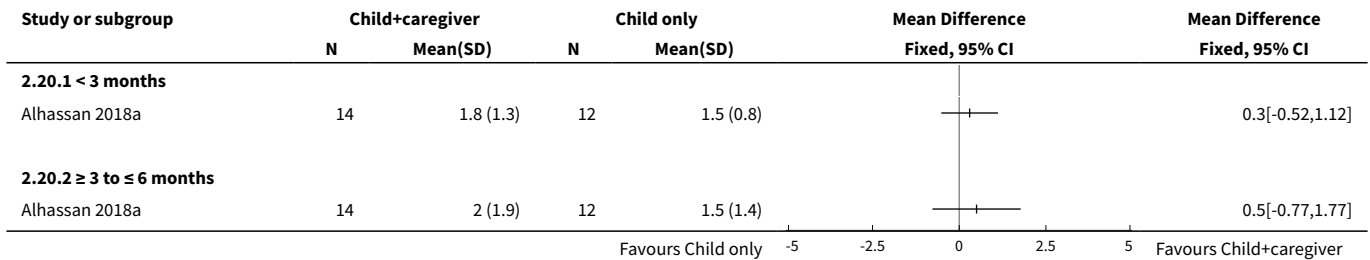 Study or subgroup Child+caregiver Child only Mean Difference Mean Difference
N Mean(SD) N Mean(SD) Fixed, 95% CI Fixed, 95% CI
2.20.1 < 3 months
Alhassan 2018a 14 1.8 (1.3) 12 1.5 (0.8) 0.3[-0.52,1.12]
2.20.2 ≥ 3 to ≤ 6 months
Alhassan 2018a 14 2 (1.9) 12 1.5 (1.4) 0.5[-0.77,1.77]
Favours Child only -5 -2.5 0 2.5 5 Favours Child+caregiver